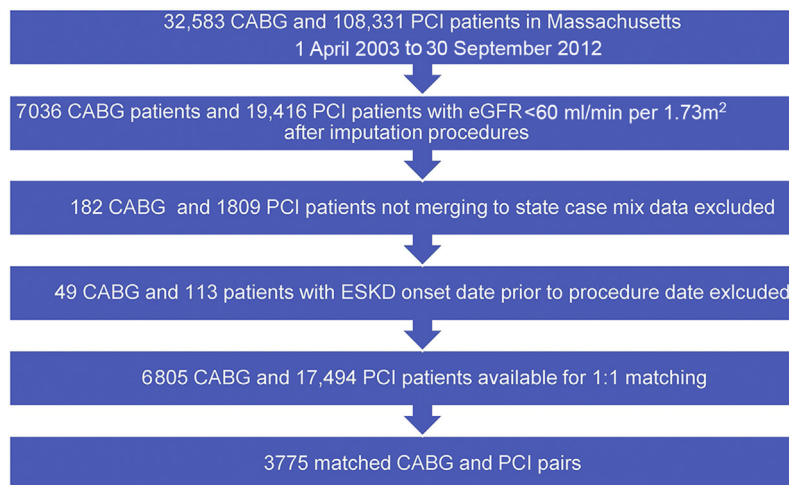 32,583 CABG and 108,331 PCI patients in Massachusetts
1 April 2003 to 30 September 2012
7036 CABG patients and 19,416 PCI patients with eGFR<60 ml/min per 1.73m²
after imputation procedures
182 CABG and 1809 PCI patients not merging to state case mix data excluded
49 CABG and 113 patients with ESKD onset date prior to procedure date exlcuded
6805 CABG and 17,494 PCI patients available for 1:1 matching
3775 matched CABG and PCI pairs